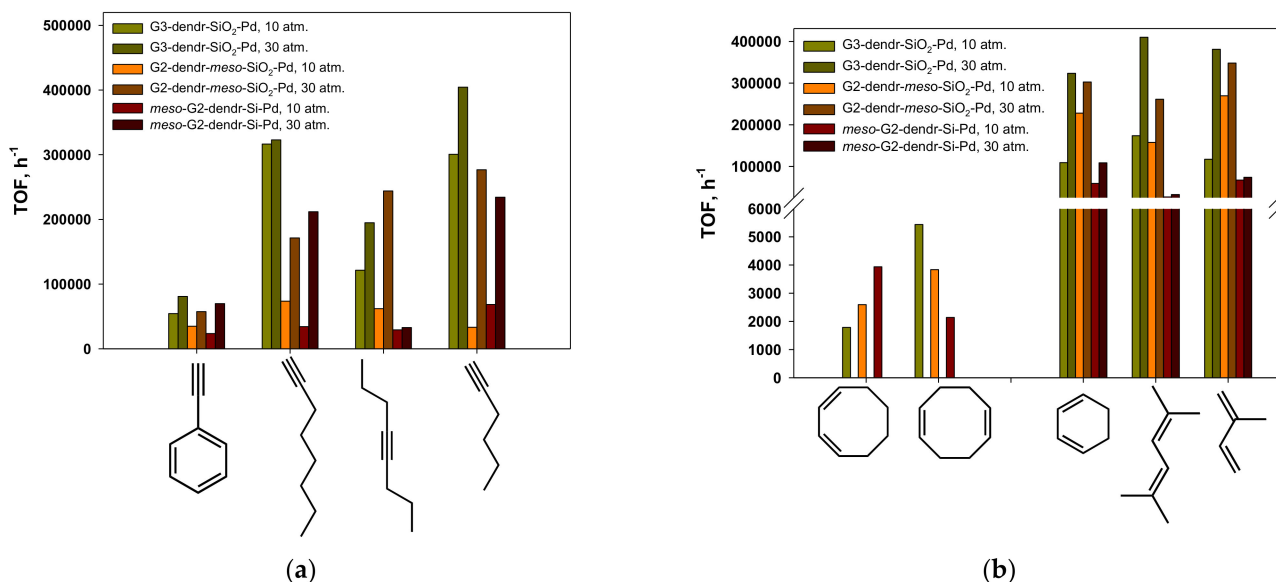 500000
400000
300000
200000
100000
0
TOF, h⁻¹
G3-dendr-SiO₂-Pd, 10 atm.
G3-dendr-SiO₂-Pd, 30 atm.
G2-dendr-meso-SiO₂-Pd, 10 atm.
G2-dendr-meso-SiO₂-Pd, 30 atm.
meso-G2-dendr-Si-Pd, 10 atm.
meso-G2-dendr-Si-Pd, 30 atm.
(a)
400000
300000
200000
100000
6000
5000
4000
3000
2000
1000
0
TOF, h⁻¹
G3-dendr-SiO₂-Pd, 10 atm.
G3-dendr-SiO₂-Pd, 30 atm.
G2-dendr-meso-SiO₂-Pd, 10 atm.
G2-dendr-meso-SiO₂-Pd, 30 atm.
meso-G2-dendr-Si-Pd, 10 atm.
meso-G2-dendr-Si-Pd, 30 atm.
(b)